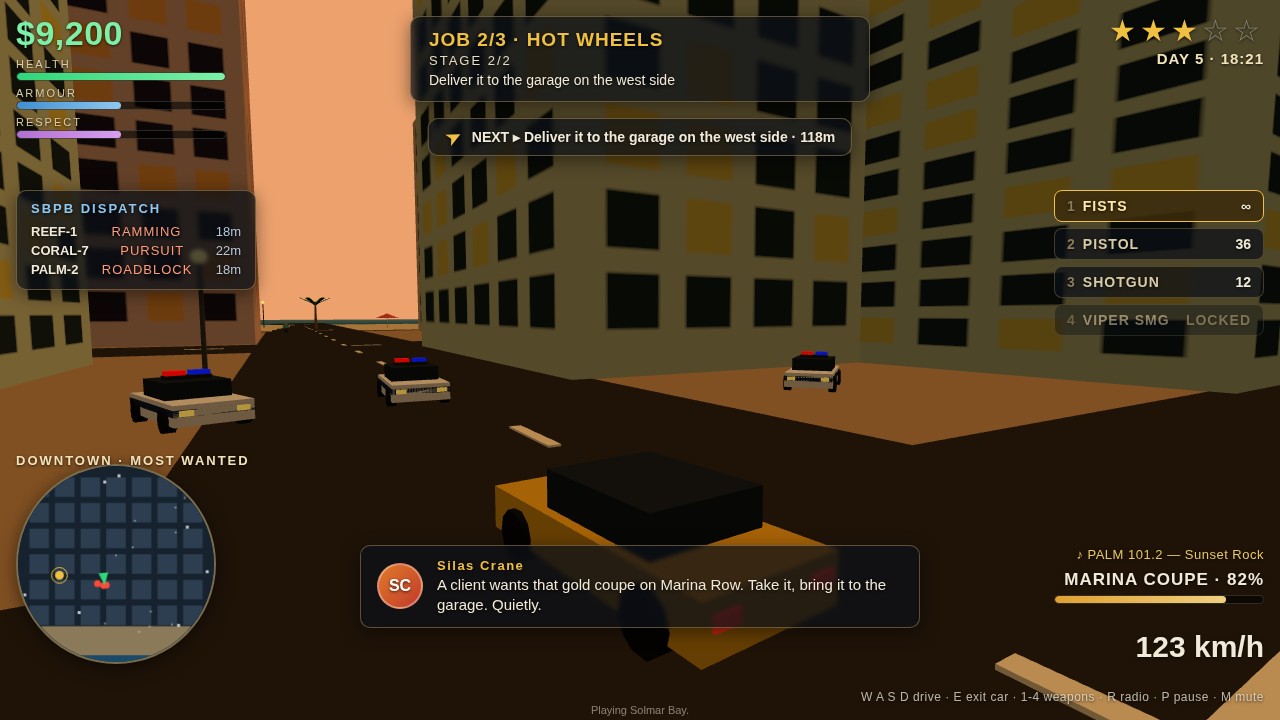 $9,200
HEALTH
ARMOUR
RESPECT
JOB 2/3 · HOT WHEELS
STAGE 2/2
Deliver it to the garage on the west side
NEXT ▸ Deliver it to the garage on the west side · 118m
★ ★ ★ ☆ ☆
DAY 5 · 18:21
SBPB DISPATCH
REEF-1 RAMMING 18m
CORAL-7 PURSUIT 22m
PALM-2 ROADBLOCK 18m
1 FISTS ∞
2 PISTOL 36
3 SHOTGUN 12
4 VIPER SMG LOCKED
DOWNTOWN · MOST WANTED
SC
Silas Crane
A client wants that gold coupe on Marina Row. Take it, bring it to the
garage. Quietly.
♪ PALM 101.2 — Sunset Rock
MARINA COUPE · 82%
123 km/h
W A S D drive · E exit car · 1-4 weapons · R radio · P pause · M mute
Playing Solmar Bay.